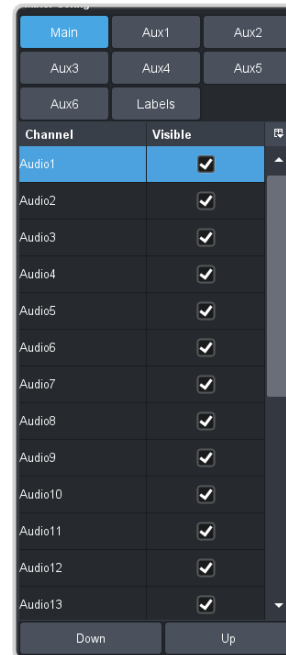 Main Aux1 Aux2
Aux3 Aux4 Aux5
Aux6 Labels
Channel Visible
Audio1
Audio2
Audio3
Audio4
Audio5
Audio6
Audio7
Audio8
Audio9
Audio10
Audio11
Audio12
Audio13
Down Up